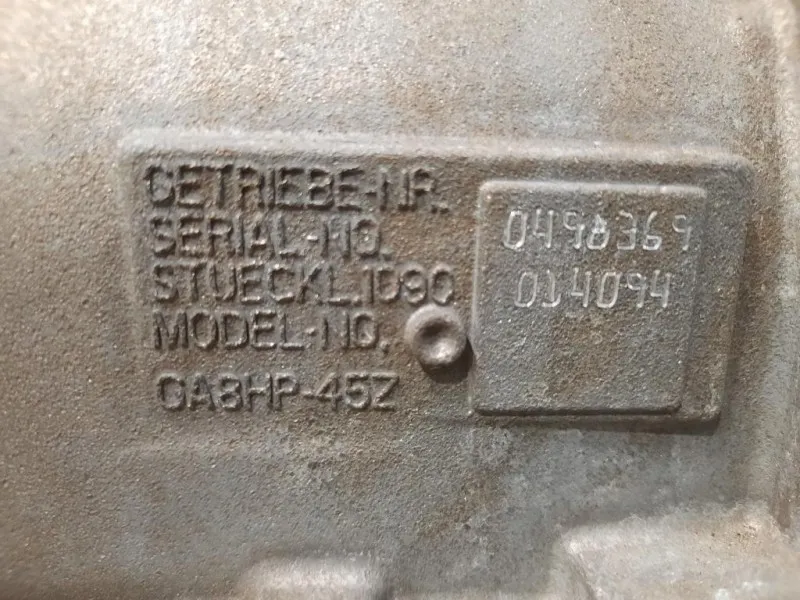 GETRIEBE-NR.
SERIAL-NO.
STUECKL.1090
MODEL-NO.
GA8HP-45Z
0498369
014094